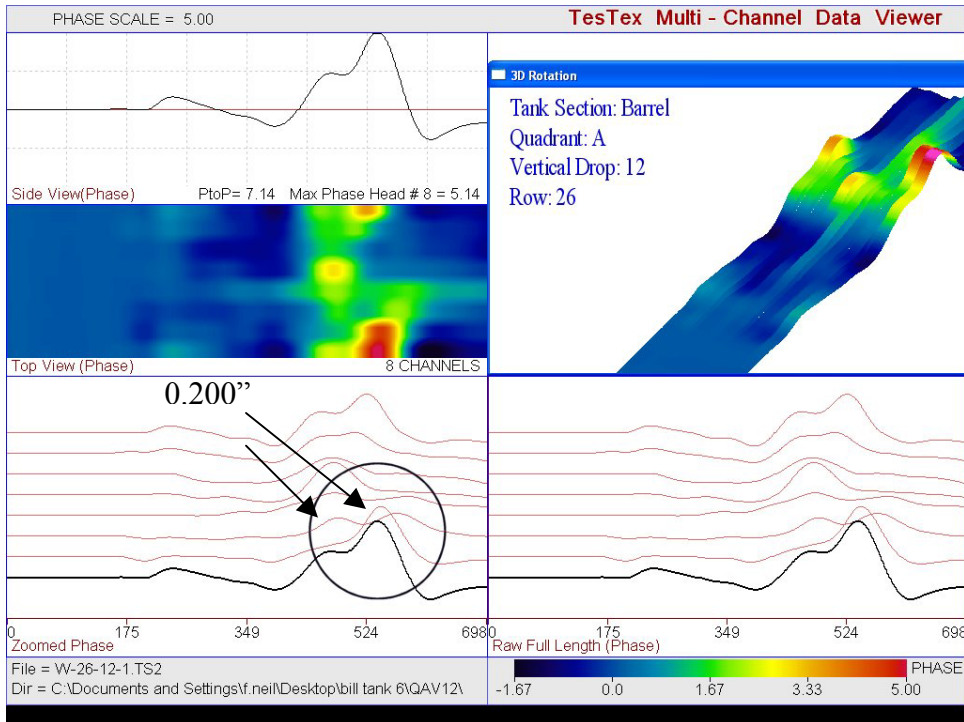 PHASE SCALE = 5.00
TesTex Multi - Channel Data Viewer
Side View(Phase)
PtoP= 7.14 Max Phase Head # 8 = 5.14
3D Rotation
Tank Section: Barrel
Quadrant: A
Vertical Drop: 12
Row: 26
Top View (Phase)
8 CHANNELS
0.200”
0 175 349 524 698
Zoomed Phase
0 175 349 524 698
Raw Full Length (Phase)
File = W-26-12-1.TS2
Dir = C:\Documents and Settings\f.neil\Desktop\bill tank 6\QAV12\
PHASE
-1.67 0.0 1.67 3.33 5.00